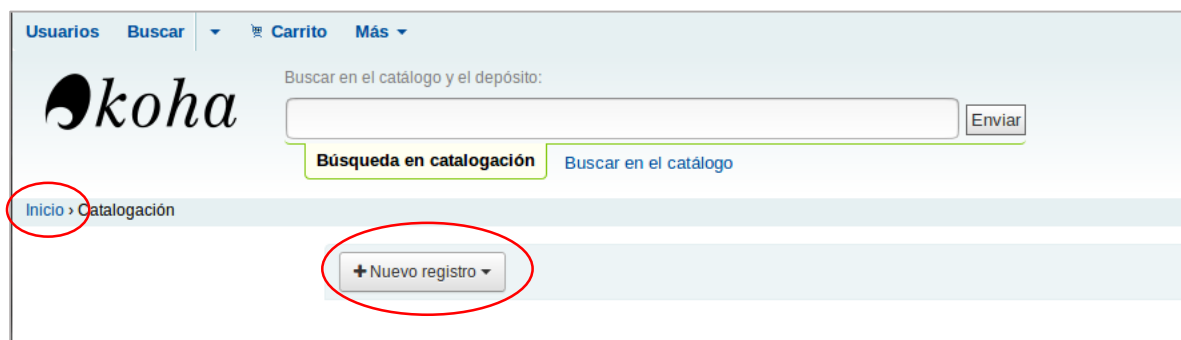 Usuarios Buscar Carrito Más
koha
Buscar en el catálogo y el depósito:
Enviar
Búsqueda en catalogación Buscar en el catálogo
Inicio › Catalogación
+ Nuevo registro